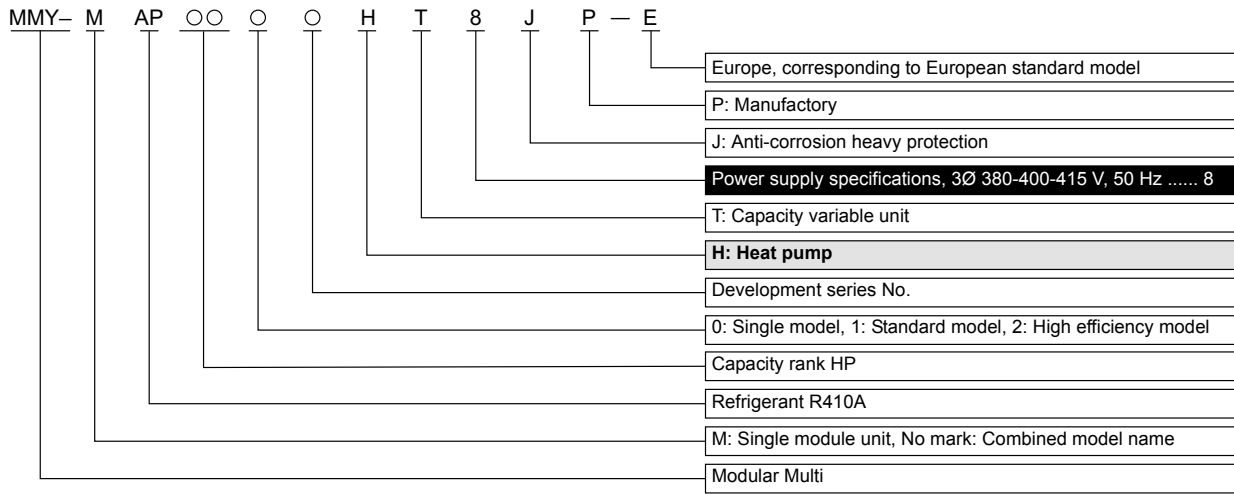 MMY– M AP ○○ ○ ○ H T 8 J P — E
Europe, corresponding to European standard model
P: Manufactory
J: Anti-corrosion heavy protection
Power supply specifications, 3Ø 380-400-415 V, 50 Hz ...... 8
T: Capacity variable unit
H: Heat pump
Development series No.
0: Single model, 1: Standard model, 2: High efficiency model
Capacity rank HP
Refrigerant R410A
M: Single module unit, No mark: Combined model name
Modular Multi